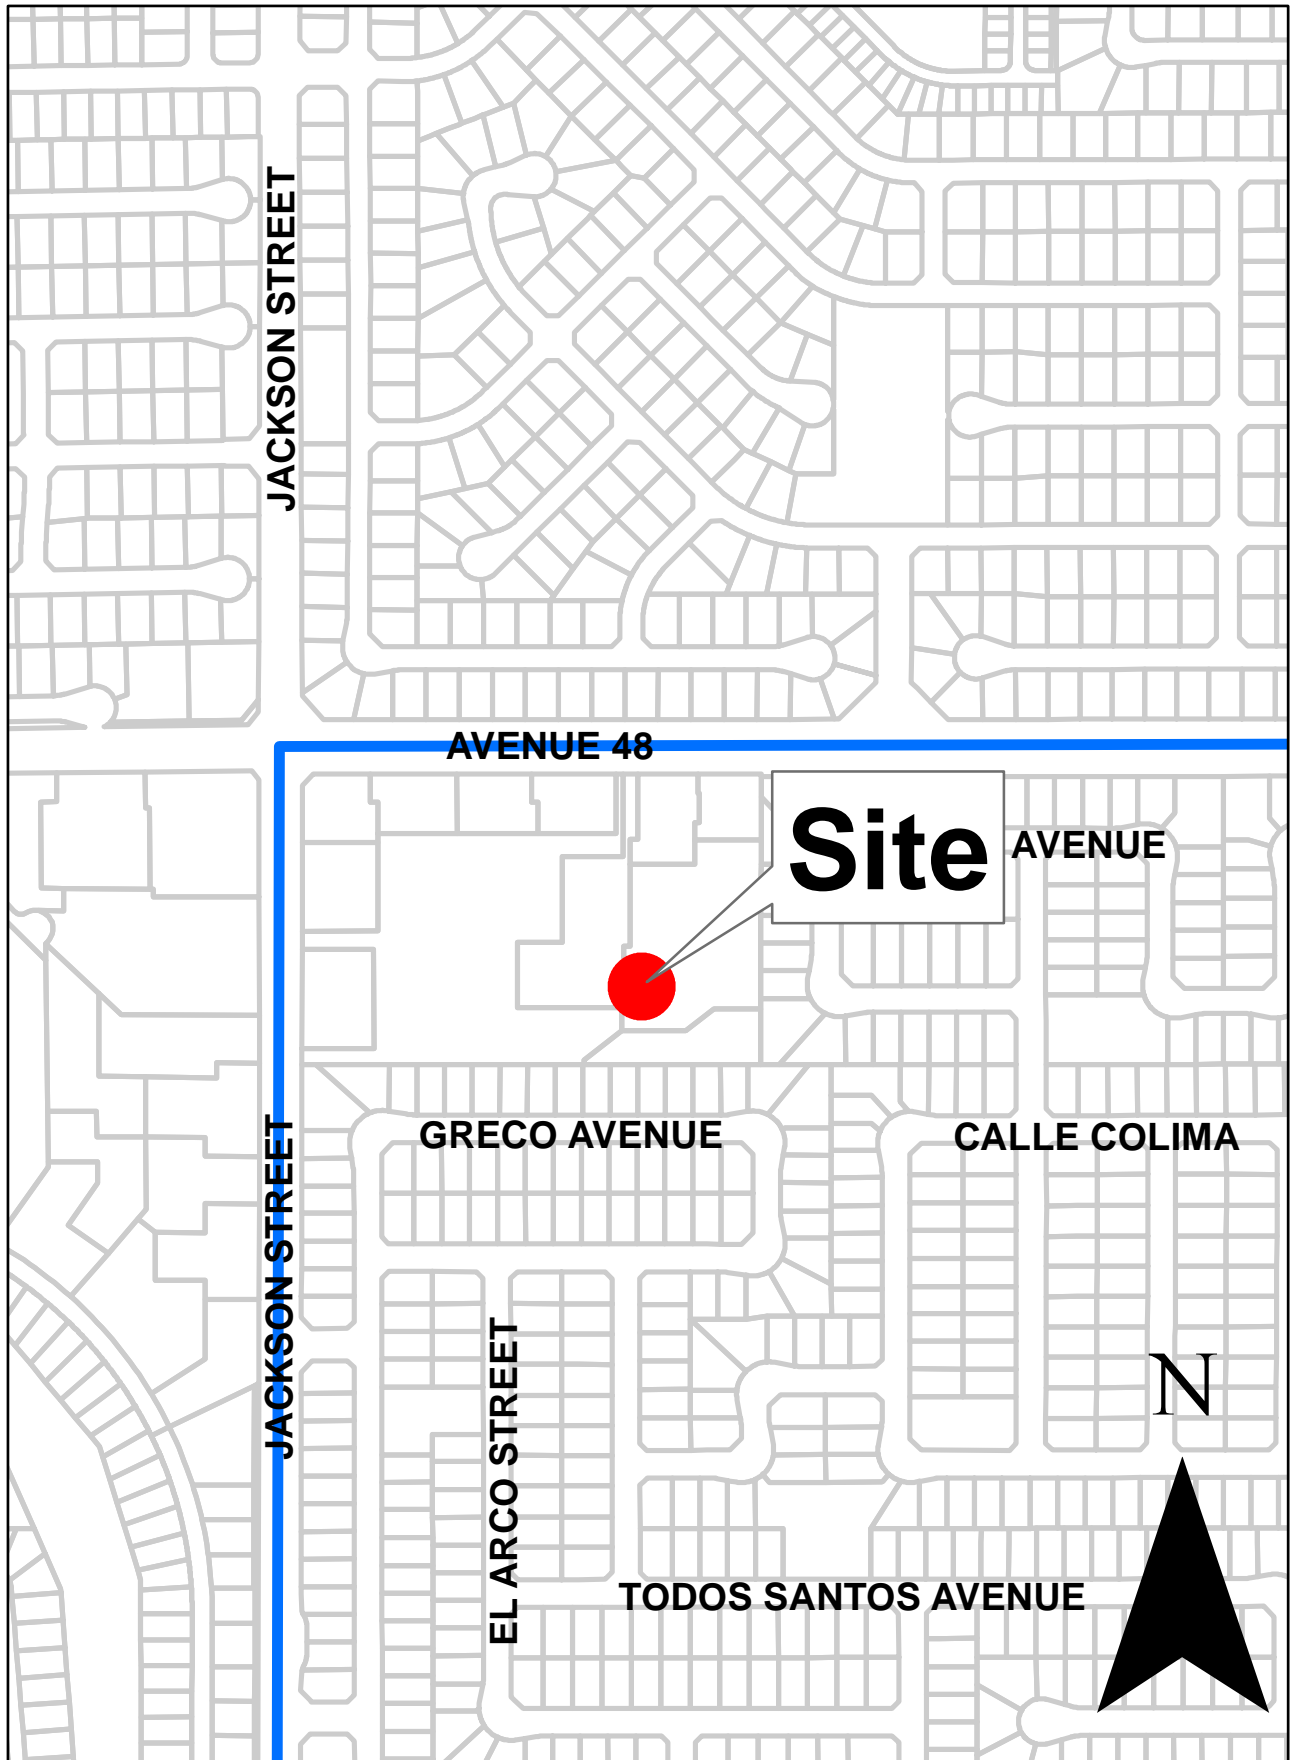 JACKSON STREET
AVENUE 48
Site
AVENUE
GRECO AVENUE
CALLE COLIMA
JACKSON STREET
EL ARCO STREET
N
TODOS SANTOS AVENUE